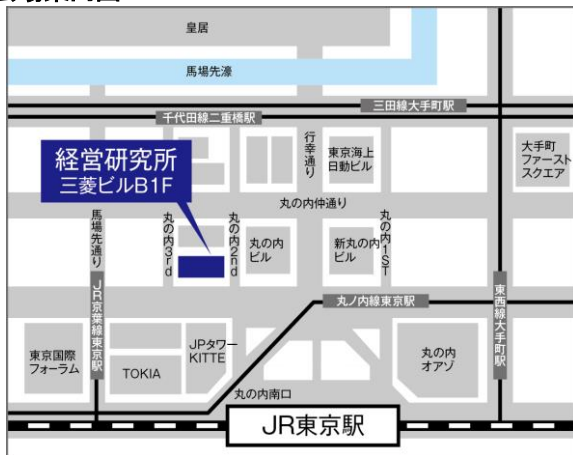 皇居
馬場先濠
三田線大手町駅
千代田線二重橋駅
経営研究所
三菱ビルB1F
行幸通り
東京海上
日動ビル
大手町
ファースト
スクエア
丸の内仲通り
馬場先通り
丸の内3rd
丸の内2nd
丸の内
ビル
新丸の内
ビル
丸の内1ST
JR京葉線東京駅
丸ノ内線東京駅
東西線大手町駅
東京国際
フォーラム
TOKIA
JPタワー
KITTE
丸の内
オアゾ
丸の内南口
JR東京駅